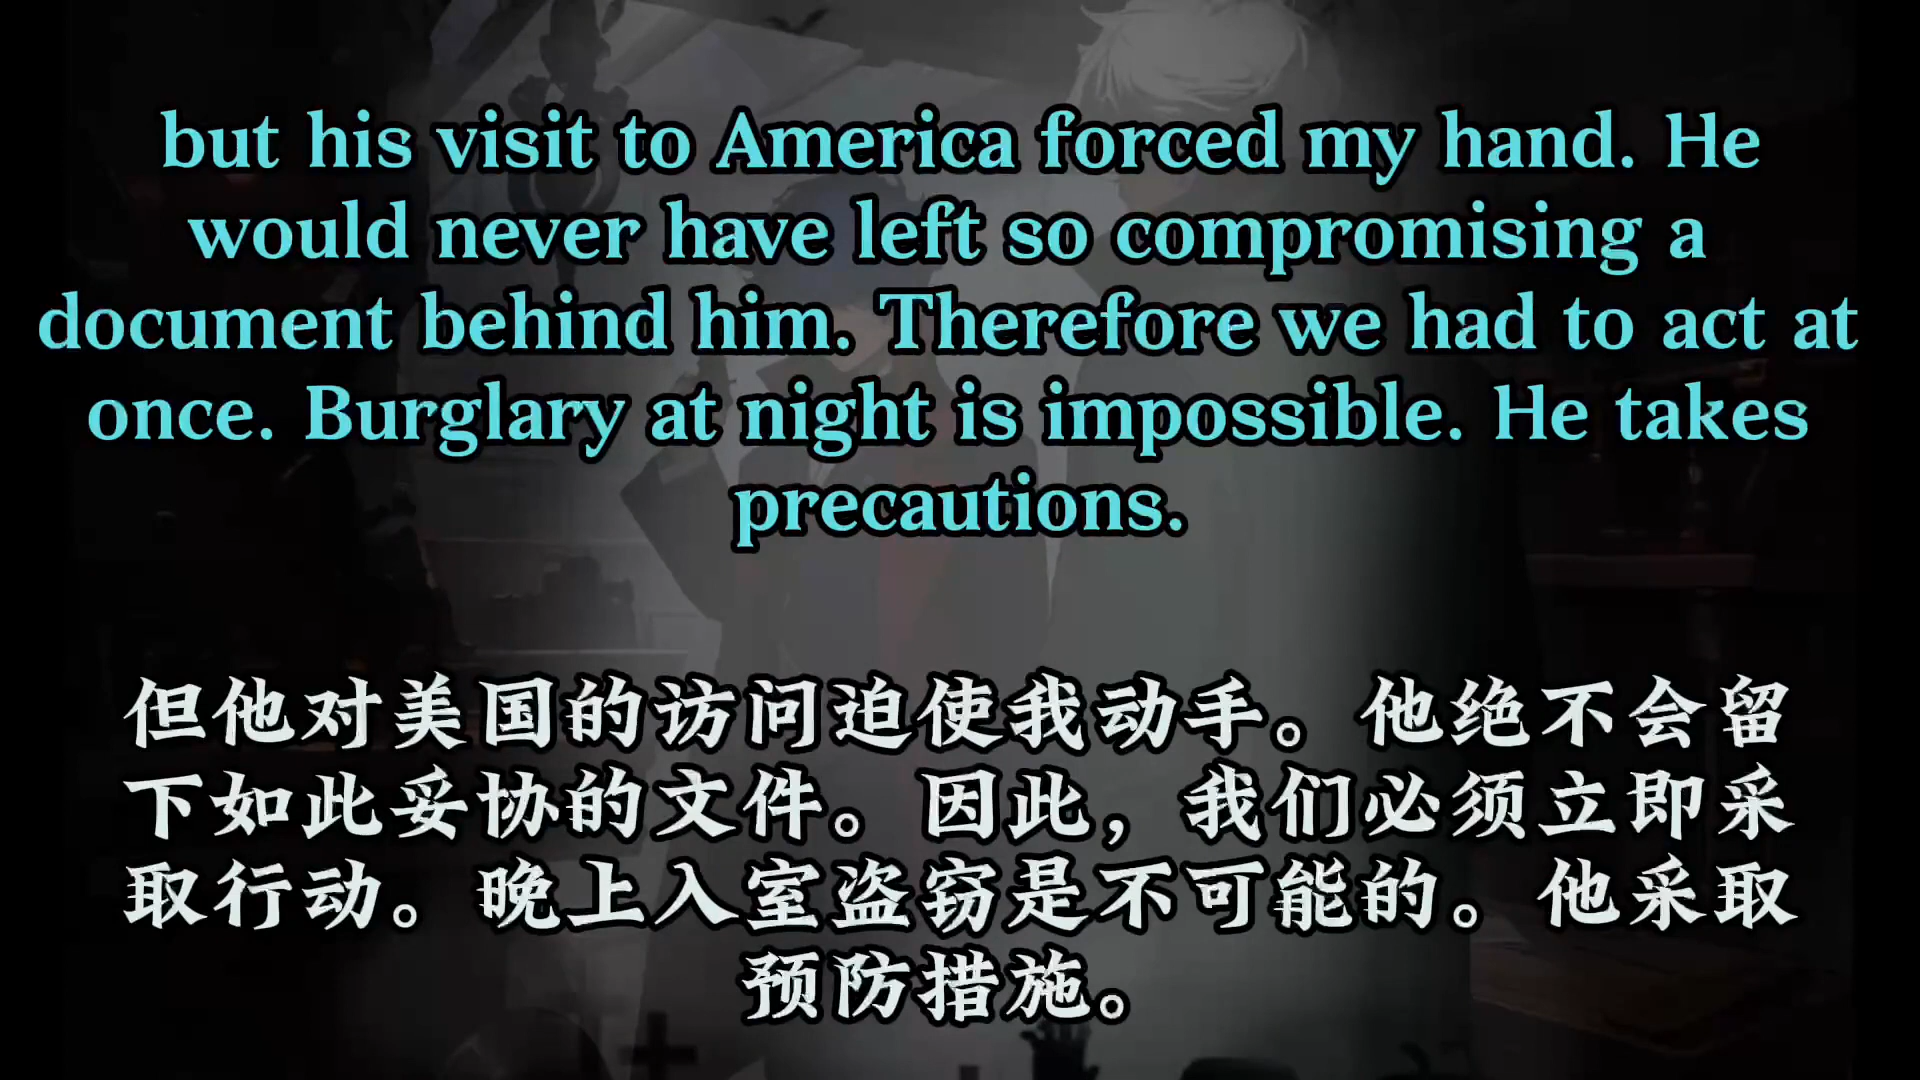 but his visit to America forced my hand. He
would never have left so compromising a
document behind him. Therefore we had to act at
once. Burglary at night is impossible. He takes
precautions.
但他对美国的访问迫使我动手。他绝不会留
下如此妥协的文件。因此，我们必须立即采
取行动。晚上入室盗窃是不可能的。他采取
预防措施。